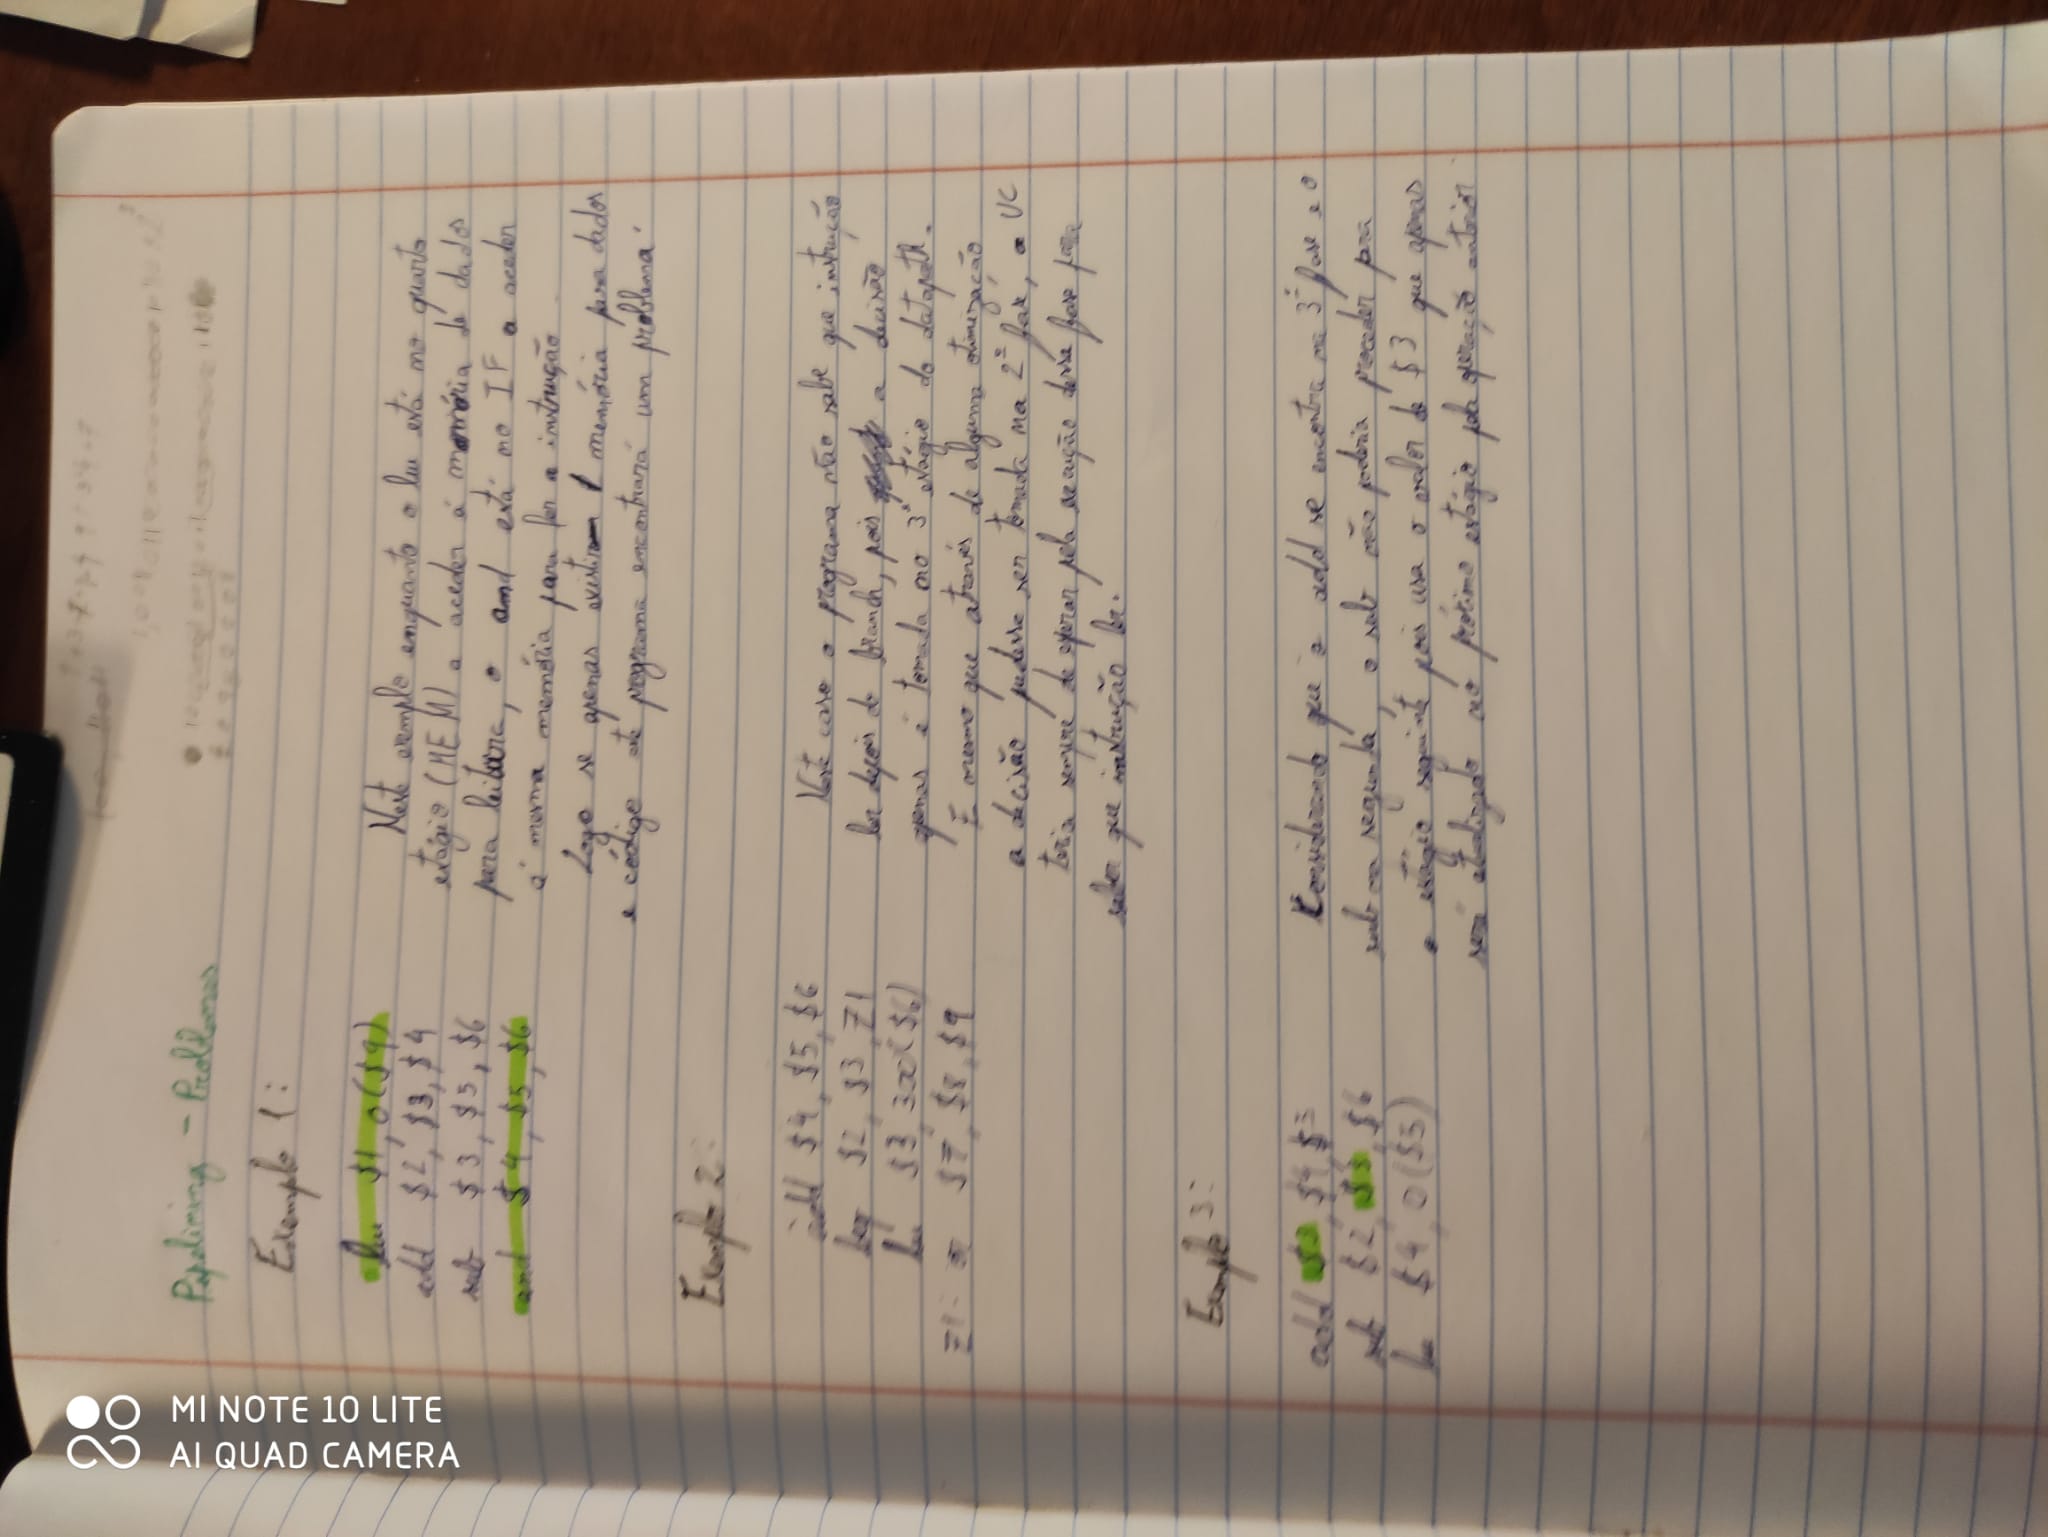 Pipelining - Problemas
Exemplo 1:
lw $1, 0($9)
add $2, $3, $4
sub $3, $5, $6
and $4, $5, $6
Neste exemplo enquanto o lw está no quarto
estágio (MEM) a aceder á memória de dados
para leitura, o and está no IF a aceder
á mesma memória para ler a instrução
Logo se apenas existir 1 memória para dados
e código este programa encontrará um problema.
Exemplo 2:
add $4, $5, $6
beq $2, $3, Z1
lw $3, 300($6)
Z1: or $7, $8, $9
Neste caso o programa não sabe que instrução
ler depois do branch, pois a decisão
apenas é tomada no 3º estágio do datapath.
E mesmo que através de alguma otimização
a decisão pudesse ser tomada na 2ª fase, a UC
teria sempre de esperar pela execução dessa fase para
saber que instrução ler.
Exemplo 3:
add $3, $4, $3
sub $2, $3, $6
lw $4, 0($5)
Considerando que o add se encontra na 3ª fase e o
sub na segunda, o sub não poderia proceder para
o estágio seguinte pois usa o valor de $3 que apenas
será atualizado no próximo estágio pela operação anterior
MI NOTE 10 LITE
AI QUAD CAMERA